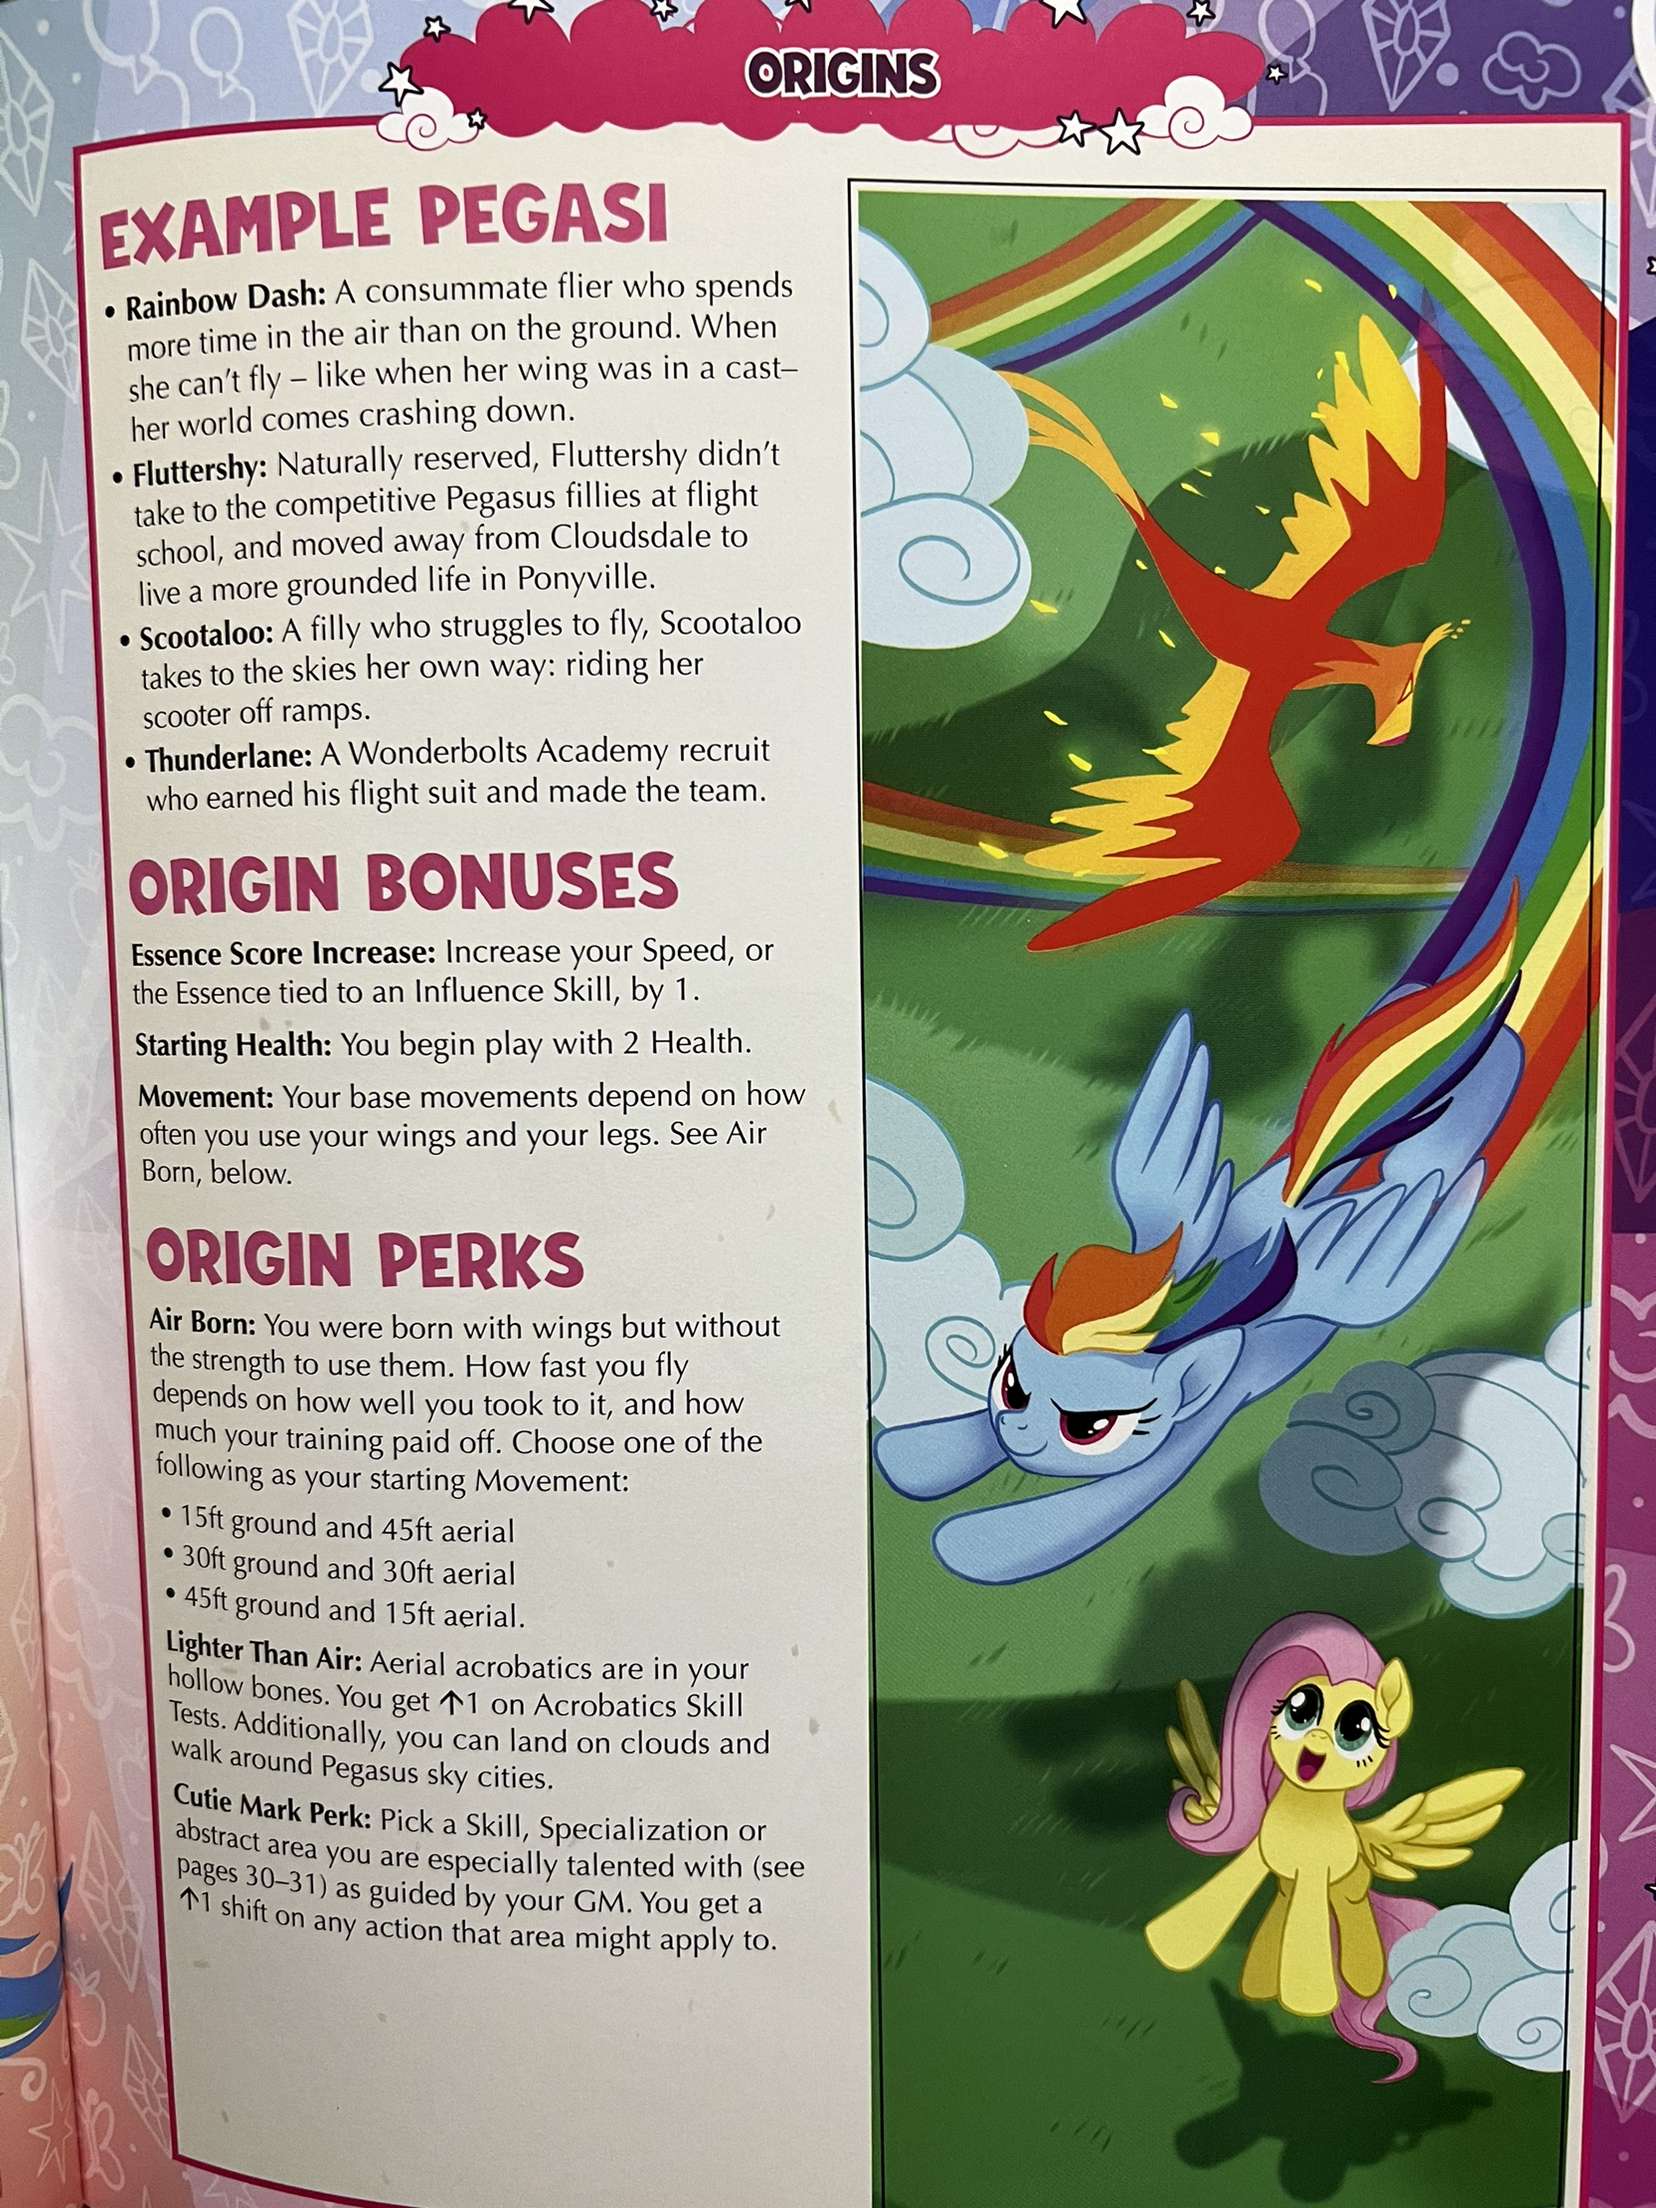 ORIGINS
EXAMPLE PEGASI
• Rainbow Dash: A consummate flier who spends
more time in the air than on the ground. When
she can't fly – like when her wing was in a cast–
her world comes crashing down.
• Fluttershy: Naturally reserved, Fluttershy didn't
take to the competitive Pegasus fillies at flight
school, and moved away from Cloudsdale to
live a more grounded life in Ponyville.
• Scootaloo: A filly who struggles to fly, Scootaloo
takes to the skies her own way: riding her
scooter off ramps.
• Thunderlane: A Wonderbolts Academy recruit
who earned his flight suit and made the team.
ORIGIN BONUSES
Essence Score Increase: Increase your Speed, or
the Essence tied to an Influence Skill, by 1.
Starting Health: You begin play with 2 Health.
Movement: Your base movements depend on how
often you use your wings and your legs. See Air
Born, below.
ORIGIN PERKS
Air Born: You were born with wings but without
the strength to use them. How fast you fly
depends on how well you took to it, and how
much your training paid off. Choose one of the
following as your starting Movement:
• 15ft ground and 45ft aerial
• 30ft ground and 30ft aerial
• 45ft ground and 15ft aerial.
Lighter Than Air: Aerial acrobatics are in your
hollow bones. You get ↑1 on Acrobatics Skill
Tests. Additionally, you can land on clouds and
walk around Pegasus sky cities.
Cutie Mark Perk: Pick a Skill, Specialization or
abstract area you are especially talented with (see
pages 30–31) as guided by your GM. You get a
↑1 shift on any action that area might apply to.